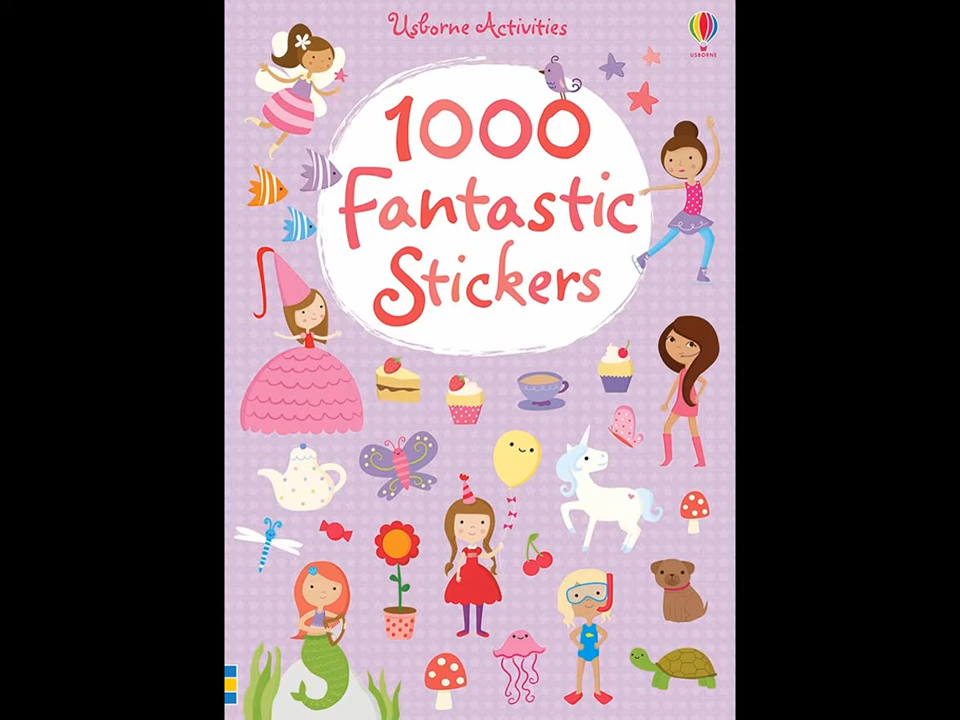 Usborne Activities
USBORNE
1000
Fantastic
Stickers